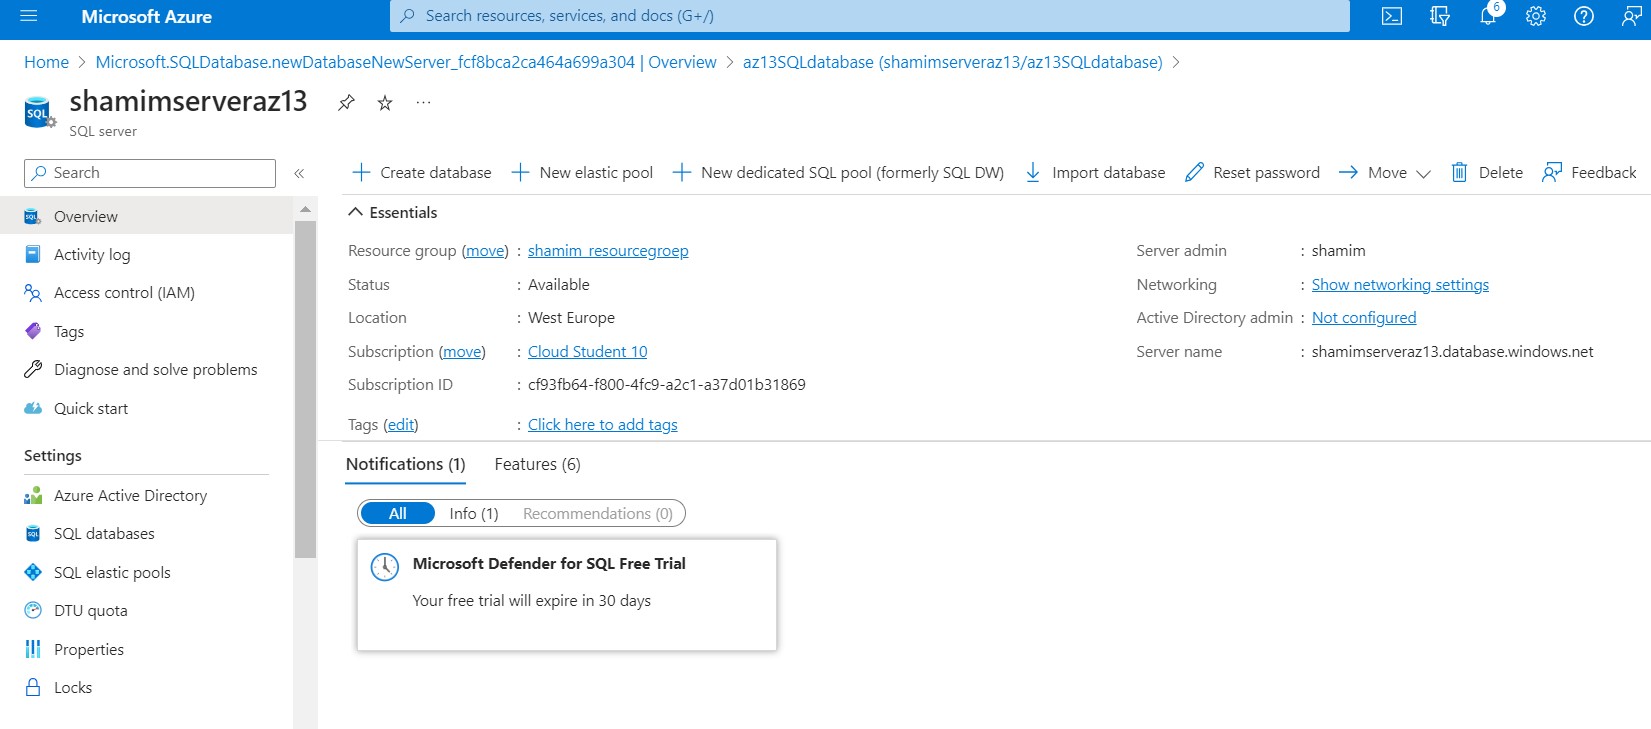 Microsoft Azure
Search resources, services, and docs (G+/)
6
Home > Microsoft.SQLDatabase.newDatabaseNewServer_fcf8bca2ca464a699a304 | Overview > az13SQLdatabase (shamimserveraz13/az13SQLdatabase) >
SQL
shamimserveraz13
...
SQL server
Search
«
Create database
New elastic pool
New dedicated SQL pool (formerly SQL DW)
Import database
Reset password
Move
Delete
Feedback
Overview
Activity log
Access control (IAM)
Tags
Diagnose and solve problems
Quick start
Settings
Azure Active Directory
SQL databases
SQL elastic pools
DTU quota
Properties
Locks
Essentials
Resource group (move) : shamim_resourcegroep
Status : Available
Location : West Europe
Subscription (move) : Cloud Student 10
Subscription ID : cf93fb64-f800-4fc9-a2c1-a37d01b31869
Tags (edit) : Click here to add tags
Server admin : shamim
Networking : Show networking settings
Active Directory admin : Not configured
Server name : shamimserveraz13.database.windows.net
Notifications (1)
Features (6)
All
Info (1)
Recommendations (0)
Microsoft Defender for SQL Free Trial
Your free trial will expire in 30 days